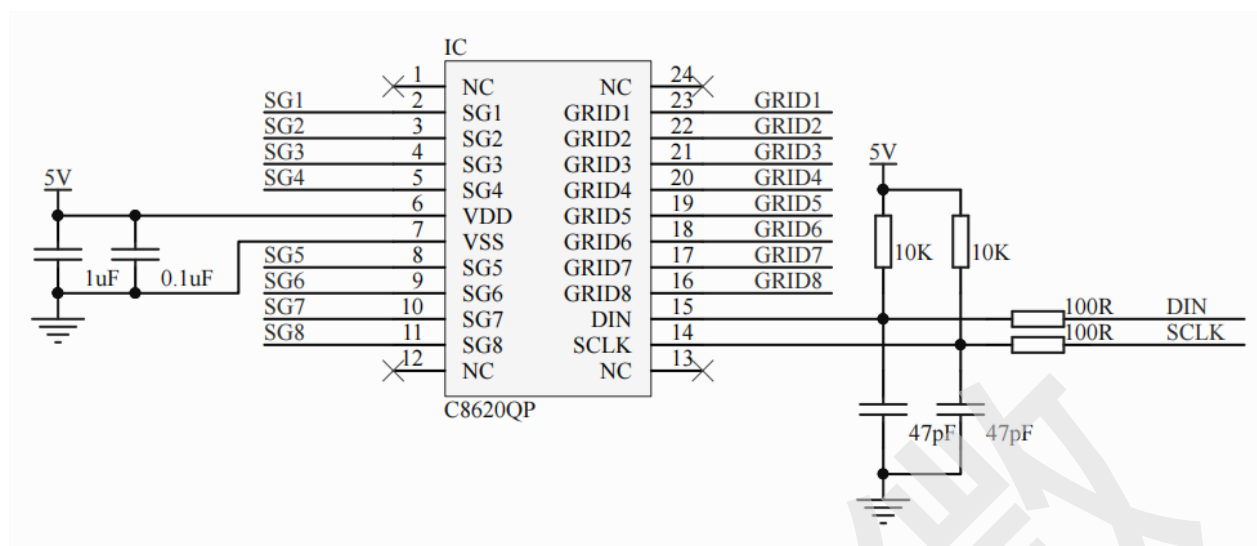 IC
1 NC NC 24
SG1 2 SG1 GRID1 23 GRID1
SG2 3 SG2 GRID2 22 GRID2
SG3 4 SG3 GRID3 21 GRID3
SG4 5 SG4 GRID4 20 GRID4
5V
5V
6 VDD GRID5 19 GRID5
7 VSS GRID6 18 GRID6
SG5 8 SG5 GRID7 17 GRID7
10K 10K
1uF 0.1uF
SG6 9 SG6 GRID8 16 GRID8
SG7 10 SG7 DIN 15 100R DIN
SG8 11 SG8 SCLK 14 100R SCLK
12 NC NC 13
C8620QP
47pF 47pF